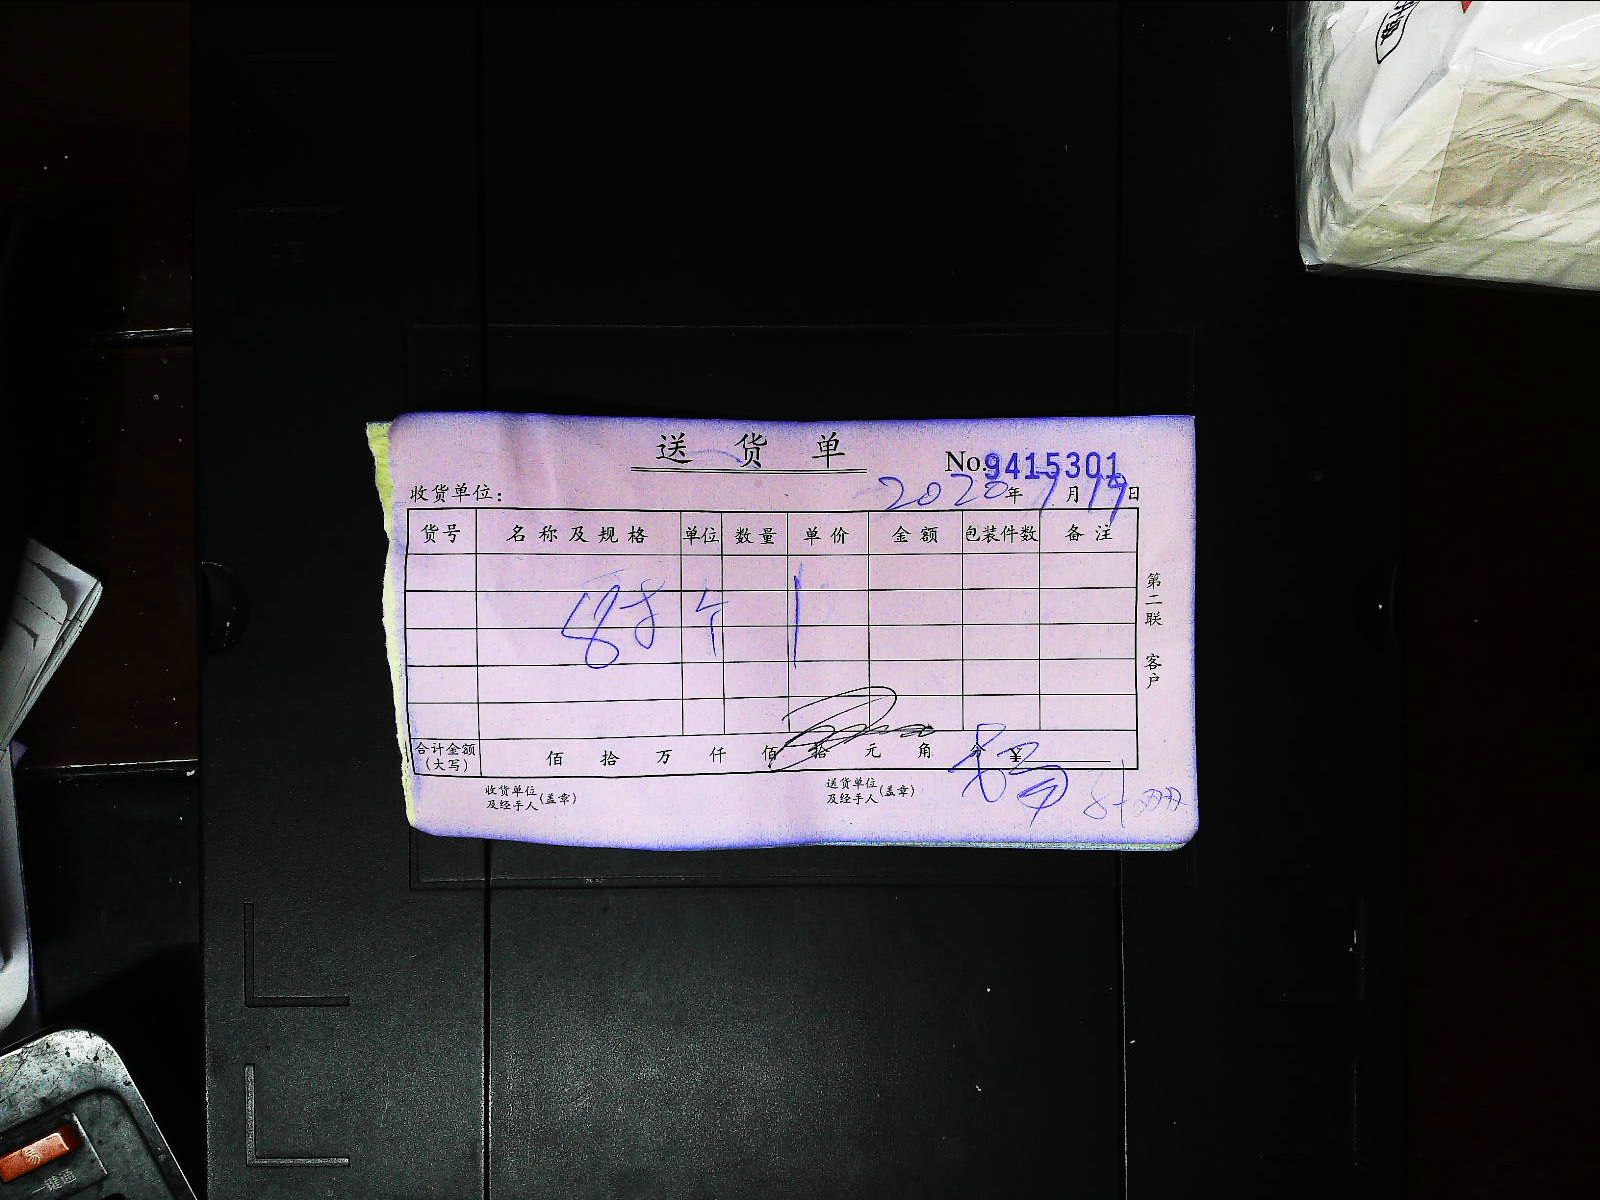 送货单
No.9415301
收货单位:
2020年 月 日
货号 名称及规格 单位 数量 单价 金额 包装件数 备注
合计金额(大写) 佰 拾 万 仟 佰 拾 元 角 分 ¥
收货单位及经手人(盖章) 送货单位及经手人(盖章)
第二联 客户
一键通